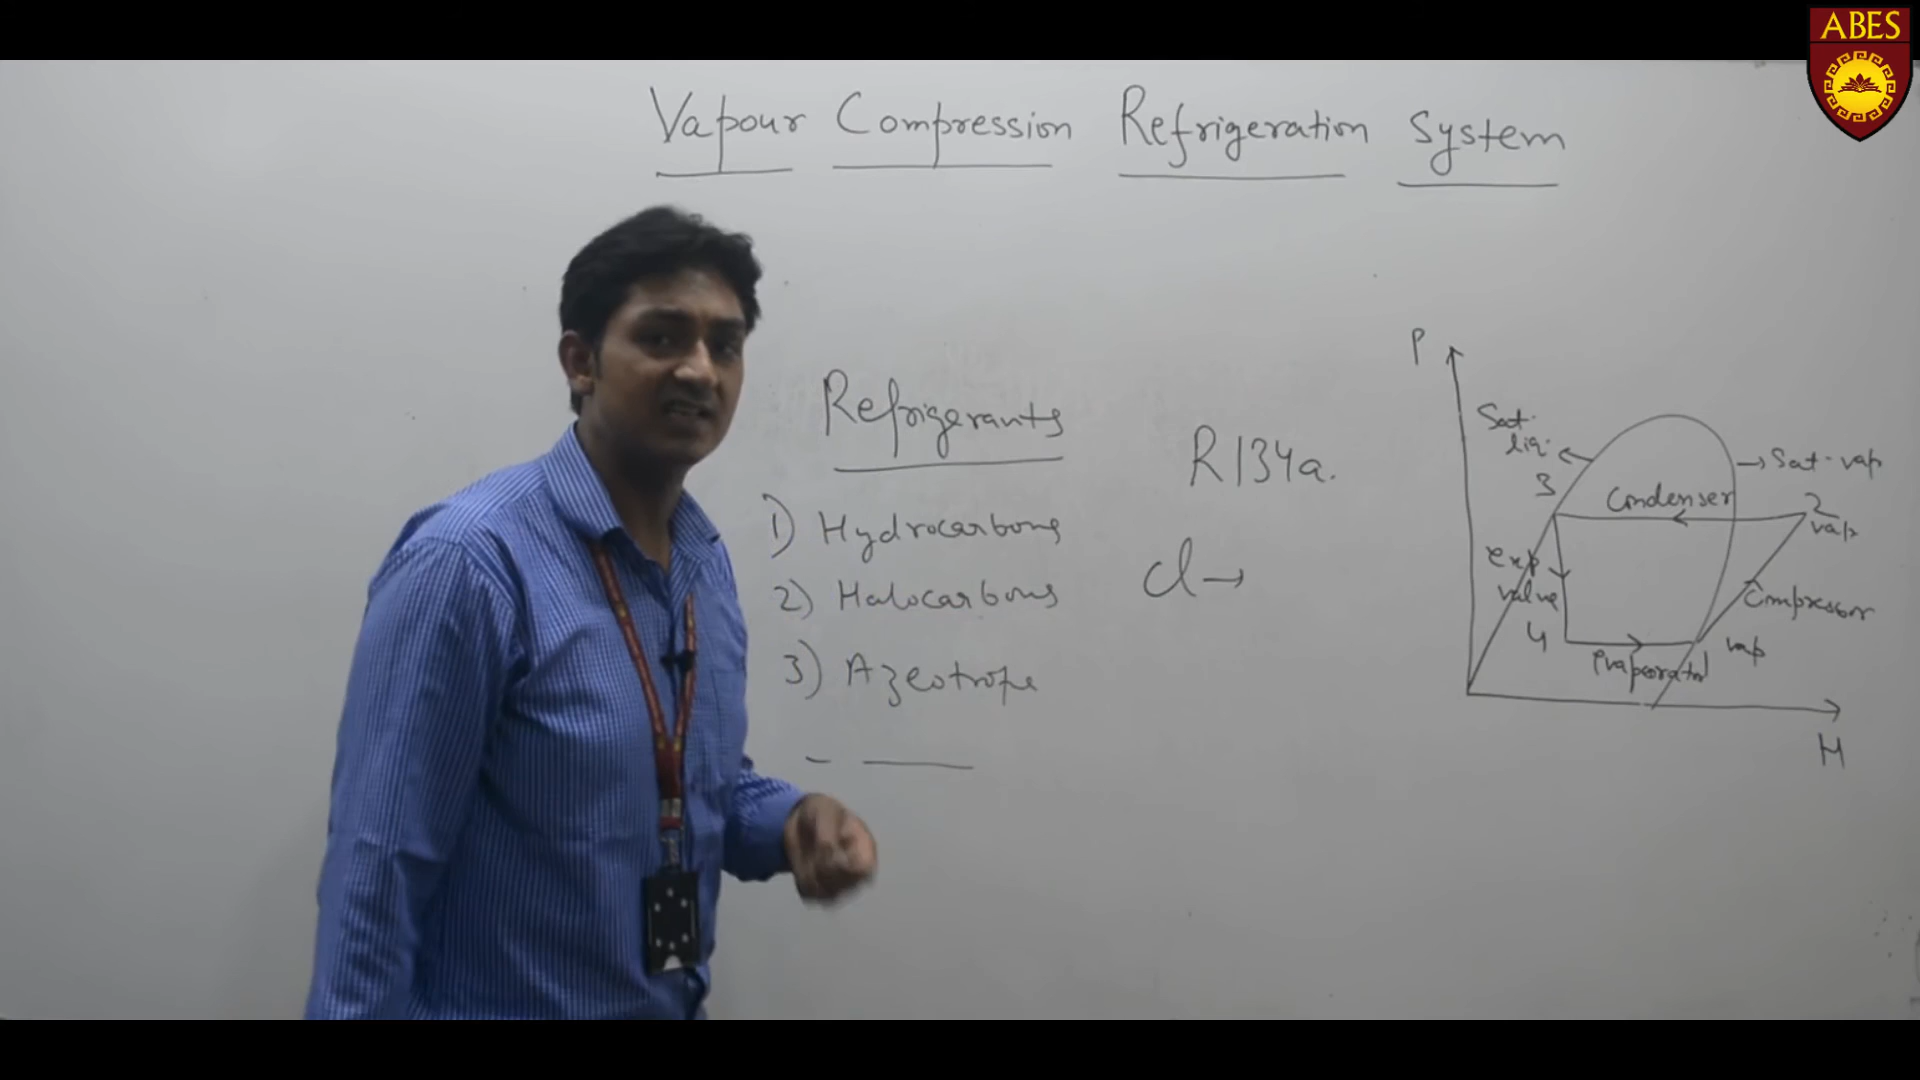 ABES
Vapour Compression Refrigeration System
Refrigerants
1) Hydrocarbons
2) Halocarbons
3) Azeotrope
R134a.
Cl→
P
Sat. liq.
→ Sat-vap
3
Condenser
2
vap
exp
valve
Compressor
4
Evaporator
vap
H